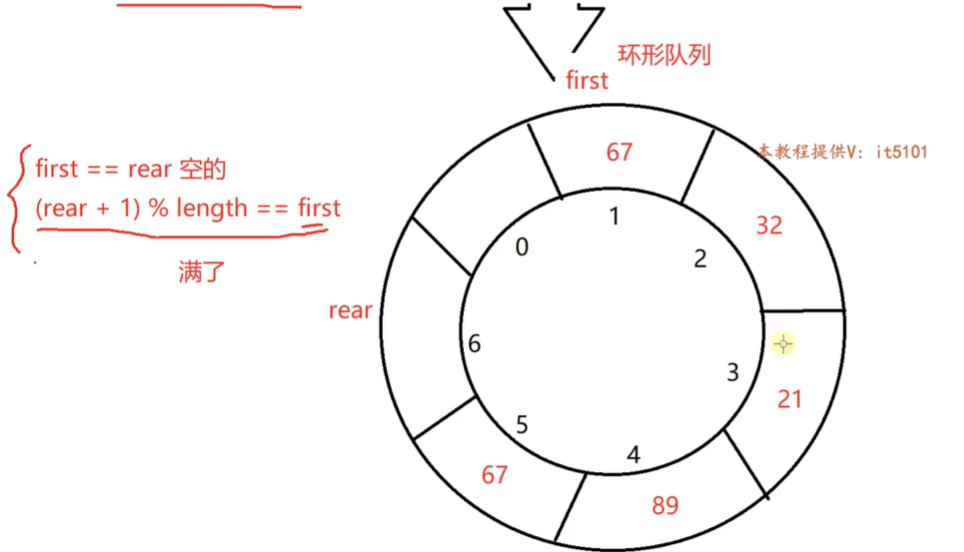 环形队列
first
first == rear 空的
(rear + 1) % length == first
满了
本教程提供V: it5101
rear
67
32
21
89
67
0
1
2
3
4
5
6